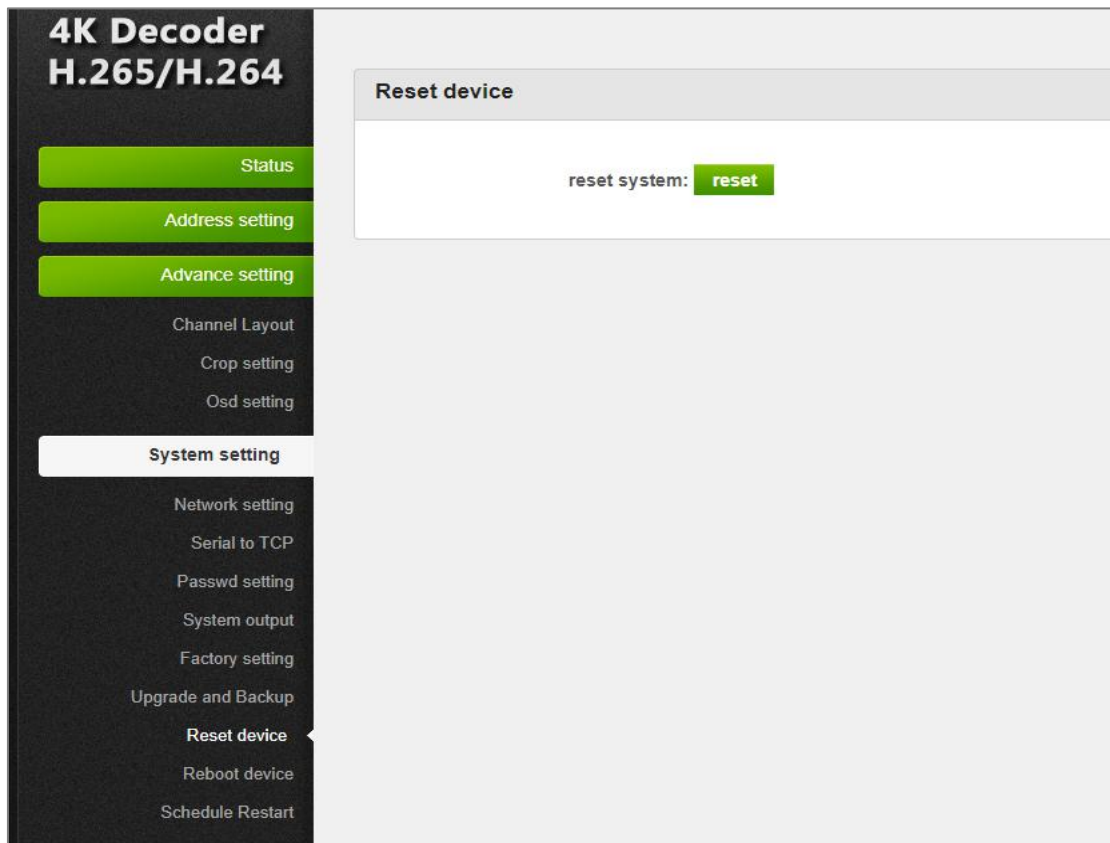 4K Decoder
H.265/H.264
Status
Address setting
Advance setting
Channel Layout
Crop setting
Osd setting
System setting
Network setting
Serial to TCP
Passwd setting
System output
Factory setting
Upgrade and Backup
Reset device
Reboot device
Schedule Restart
Reset device
reset system: reset